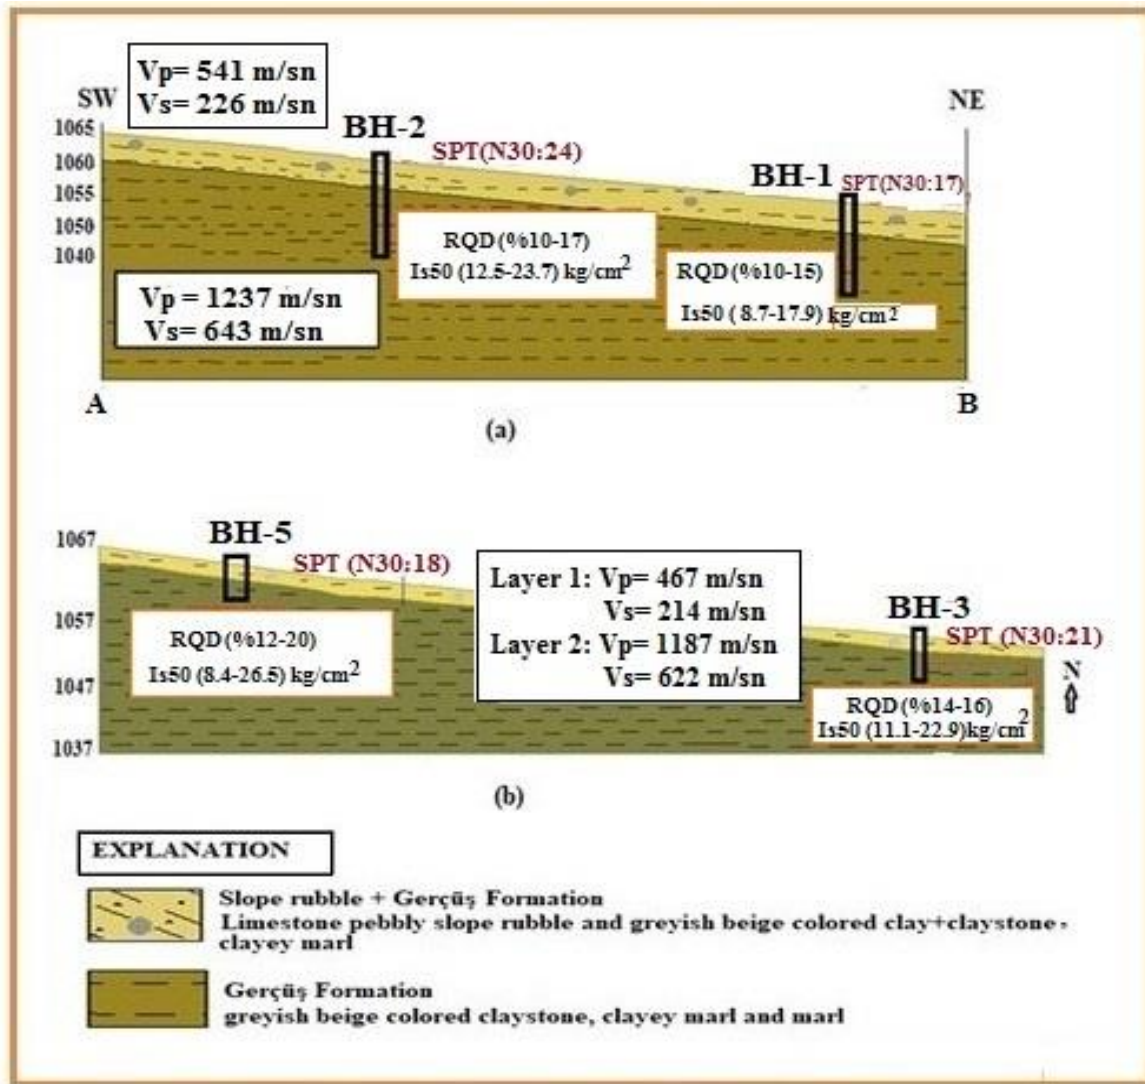 Vp= 541 m/sn
Vs= 226 m/sn
SW
NE
1065
1060
1055
1050
1040
BH-2
SPT(N30:24)
BH-1
SPT(N30:17)
RQD (%10-17)
Is50 (12.5-23.7) kg/cm²
RQD (%10-15)
Is50 (8.7-17.9) kg/cm²
Vp = 1237 m/sn
Vs= 643 m/sn
A
B
(a)
1067
1057
1047
1037
BH-5
SPT (N30:18)
RQD (%12-20)
Is50 (8.4-26.5) kg/cm²
Layer 1: Vp= 467 m/sn
Vs= 214 m/sn
Layer 2: Vp= 1187 m/sn
Vs= 622 m/sn
BH-3
SPT (N30:21)
N
RQD (%14-16)
Is50 (11.1-22.9)kg/cm²
(b)
EXPLANATION
Slope rubble + Gerçüş Formation
Limestone pebbly slope rubble and greyish beige colored clay+claystone,
clayey marl
Gerçüş Formation
greyish beige colored claystone, clayey marl and marl